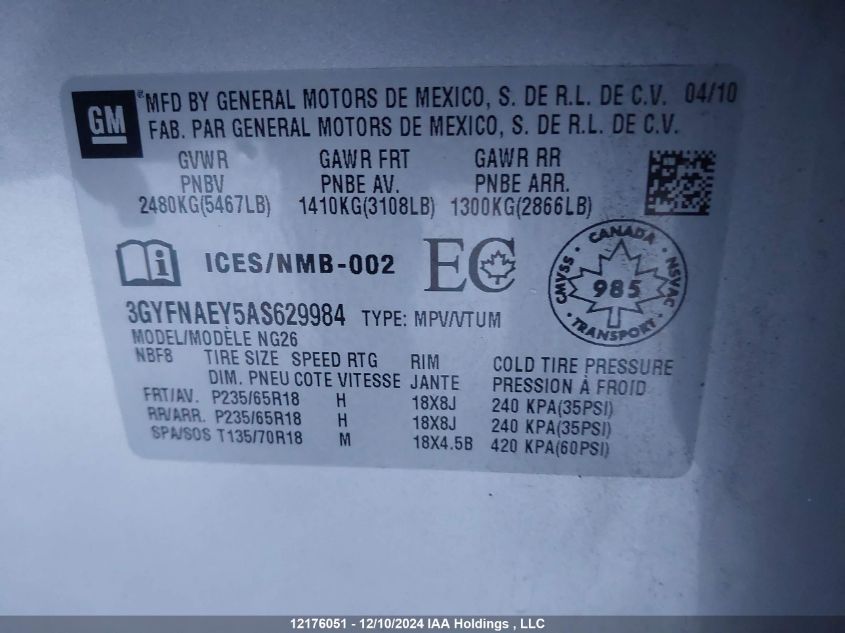 GM ® MFD BY GENERAL MOTORS DE MEXICO, S. DE R.L. DE C.V. 04/10
FAB. PAR GENERAL MOTORS DE MEXICO, S. DE R.L. DE C.V.
GVWR GAWR FRT GAWR RR
PNBV PNBE AV. PNBE ARR.
2480KG(5467LB) 1410KG(3108LB) 1300KG(2866LB)
i ICES/NMB-002 EC
CANADA
CMVSS NSVAC
985
TRANSPORT
3GYFNAEY5AS629984 TYPE: MPV/VTUM
MODEL/MODÈLE NG26
NBF8 TIRE SIZE SPEED RTG RIM COLD TIRE PRESSURE
DIM. PNEU COTE VITESSE JANTE PRESSION À FROID
FRT/AV. P235/65R18 H 18X8J 240 KPA(35PSI)
RR/ARR. P235/65R18 H 18X8J 240 KPA(35PSI)
SPA/SOS T135/70R18 M 18X4.5B 420 KPA(60PSI)
12176051 - 12/10/2024 IAA Holdings , LLC